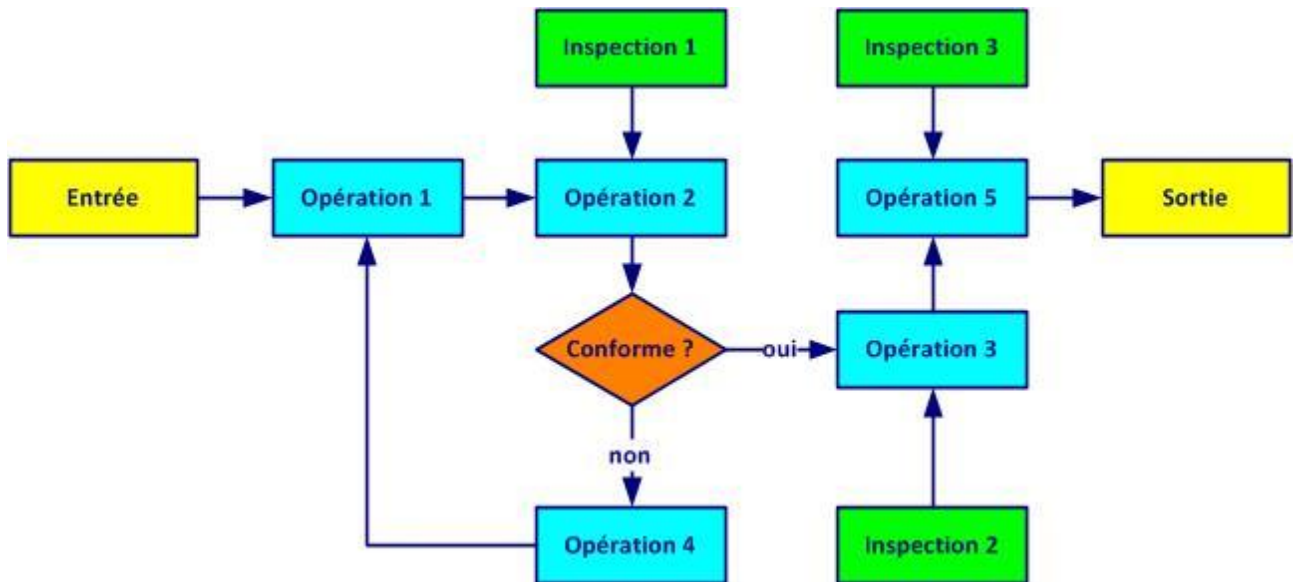 Inspection 1
Inspection 3
Entrée
Opération 1
Opération 2
Opération 5
Sortie
Conforme ?
oui
Opération 3
non
Opération 4
Inspection 2